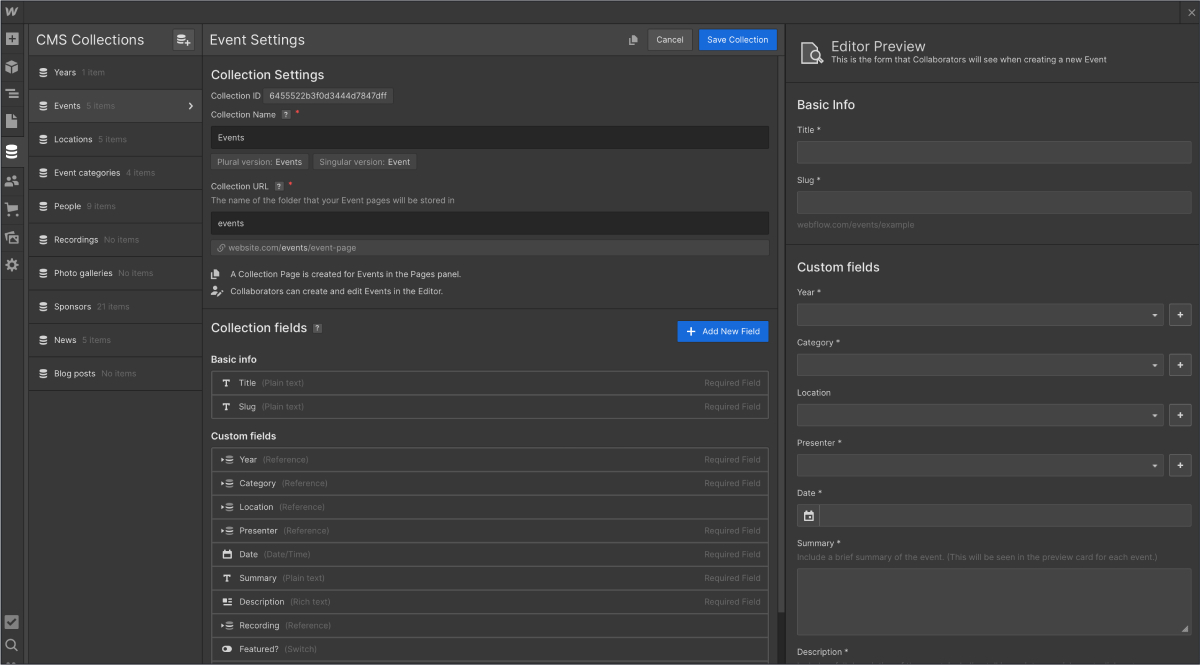 W
CMS Collections
Years 1 item
Events 5 items
Locations 5 items
Event categories 4 items
People 9 items
Recordings No items
Photo galleries No items
Sponsors 21 items
News 5 items
Blog posts No items
Event Settings
Cancel
Save Collection
Collection Settings
Collection ID 6455522b3f0d3444d7847dff
Collection Name ? *
Events
Plural version: Events Singular version: Event
Collection URL ? *
The name of the folder that your Event pages will be stored in
events
website.com/events/event-page
A Collection Page is created for Events in the Pages panel.
Collaborators can create and edit Events in the Editor.
Collection fields ?
+ Add New Field
Basic info
T Title (Plain text) Required Field
T Slug (Plain text) Required Field
Custom fields
Year (Reference) Required Field
Category (Reference) Required Field
Location (Reference)
Presenter (Reference) Required Field
Date (Date/Time) Required Field
T Summary (Plain text) Required Field
Description (Rich text) Required Field
Recording (Reference)
Featured? (Switch)
Editor Preview
This is the form that Collaborators will see when creating a new Event
Basic Info
Title *
Slug *
webflow.com/events/example
Custom fields
Year *
Category *
Location
Presenter *
Date *
Summary *
Include a brief summary of the event. (This will be seen in the preview card for each event.)
Description *